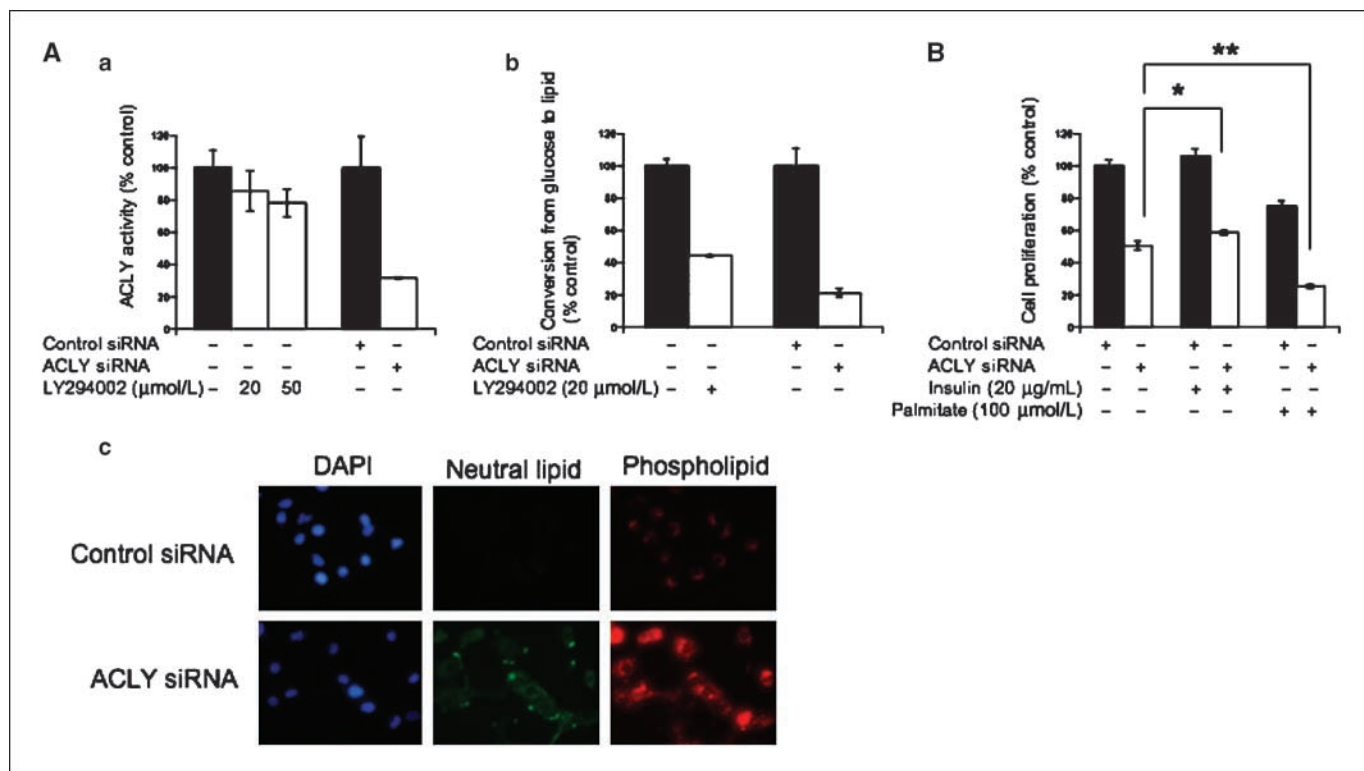 A
a
ACLY activity (% control)
120
100
80
60
40
20
0
Control siRNA – – – + –
ACLY siRNA – – – – +
LY294002 (μmol/L) – 20 50 – –
b
Conversion from glucose to lipid
(% control)
120
100
80
60
40
20
0
Control siRNA – – + –
ACLY siRNA – – – +
LY294002 (20 μmol/L) – + – –
B
**
*
Cell proliferation (% control)
120
100
80
60
40
20
0
Control siRNA + – + – + –
ACLY siRNA – + – + – +
Insulin (20 μg/mL) – – + + – –
Palmitate (100 μmol/L) – – – – + +
c
DAPI Neutral lipid Phospholipid
Control siRNA
ACLY siRNA